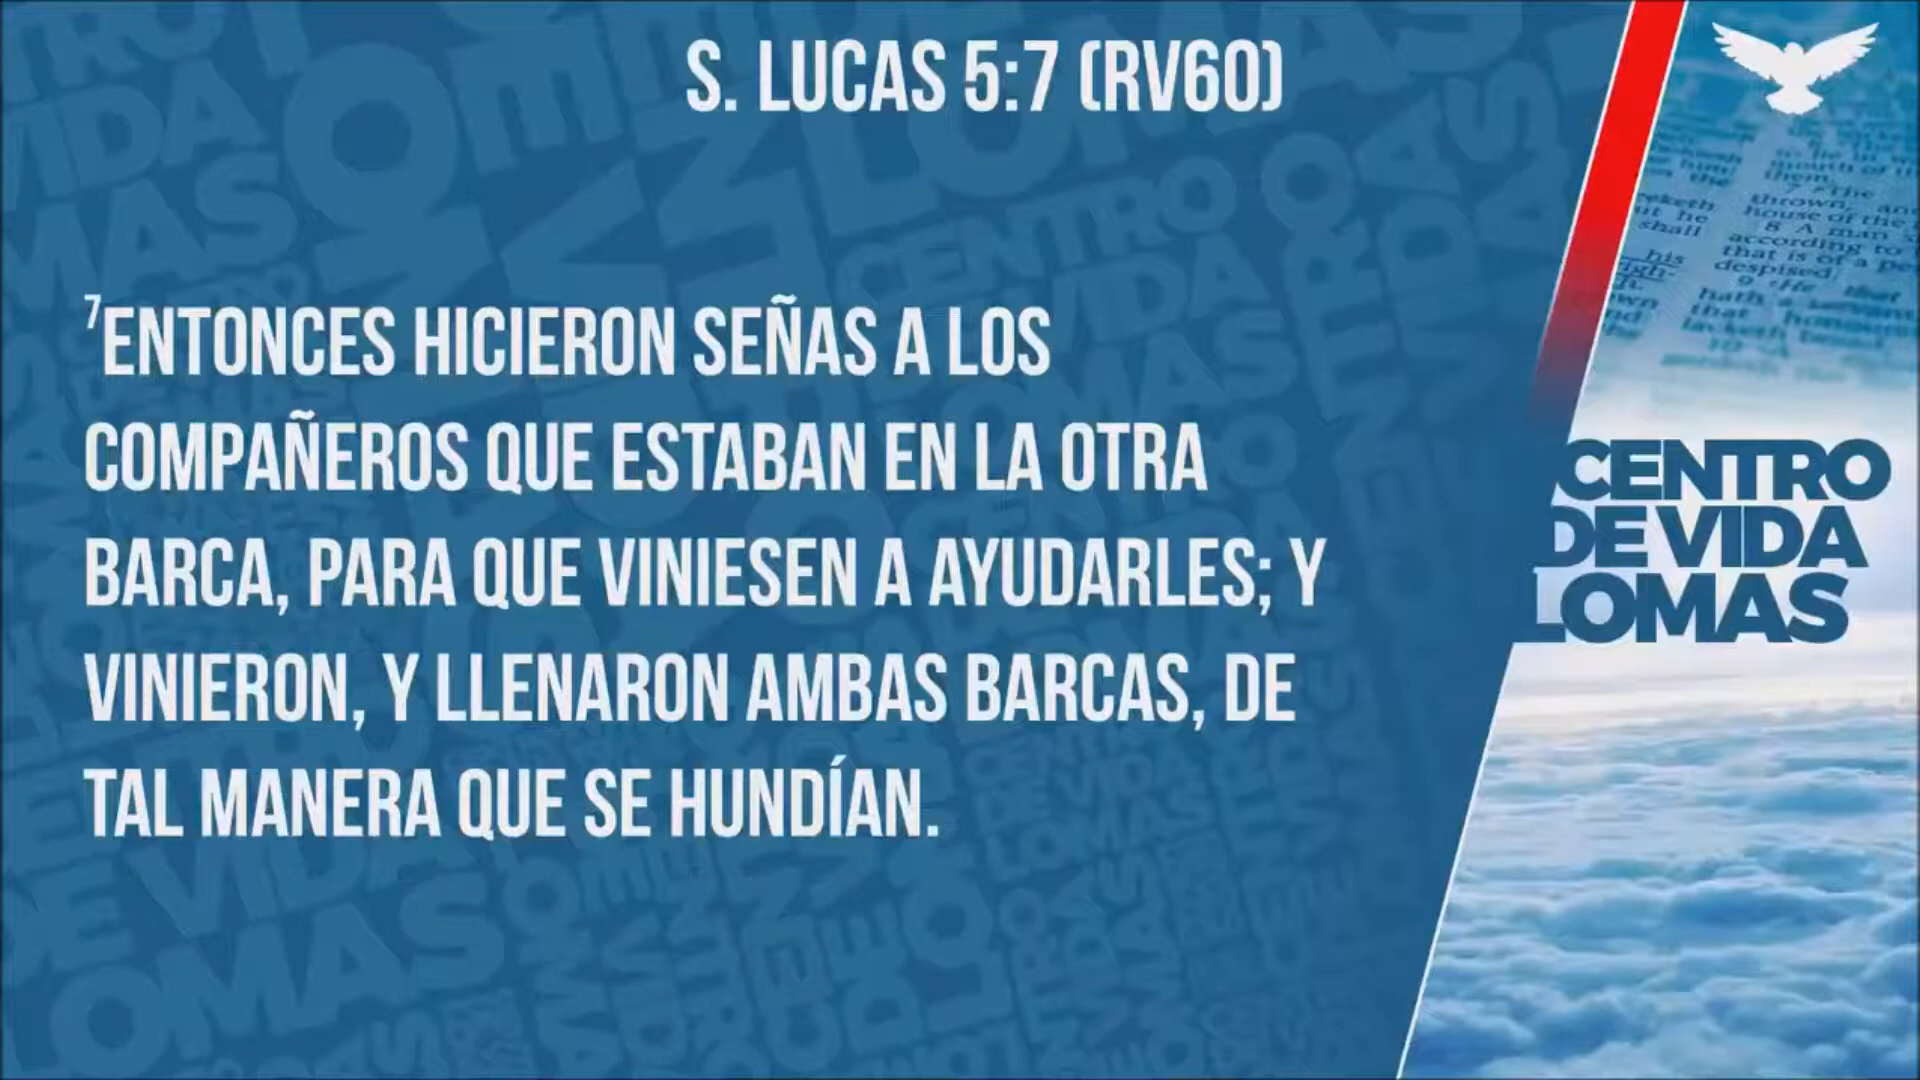 S. LUCAS 5:7 (RV60)
7ENTONCES HICIERON SEÑAS A LOS
COMPAÑEROS QUE ESTABAN EN LA OTRA
BARCA, PARA QUE VINIESEN A AYUDARLES; Y
VINIERON, Y LLENARON AMBAS BARCAS, DE
TAL MANERA QUE SE HUNDÍAN.
CENTRO
DE VIDA
LOMAS